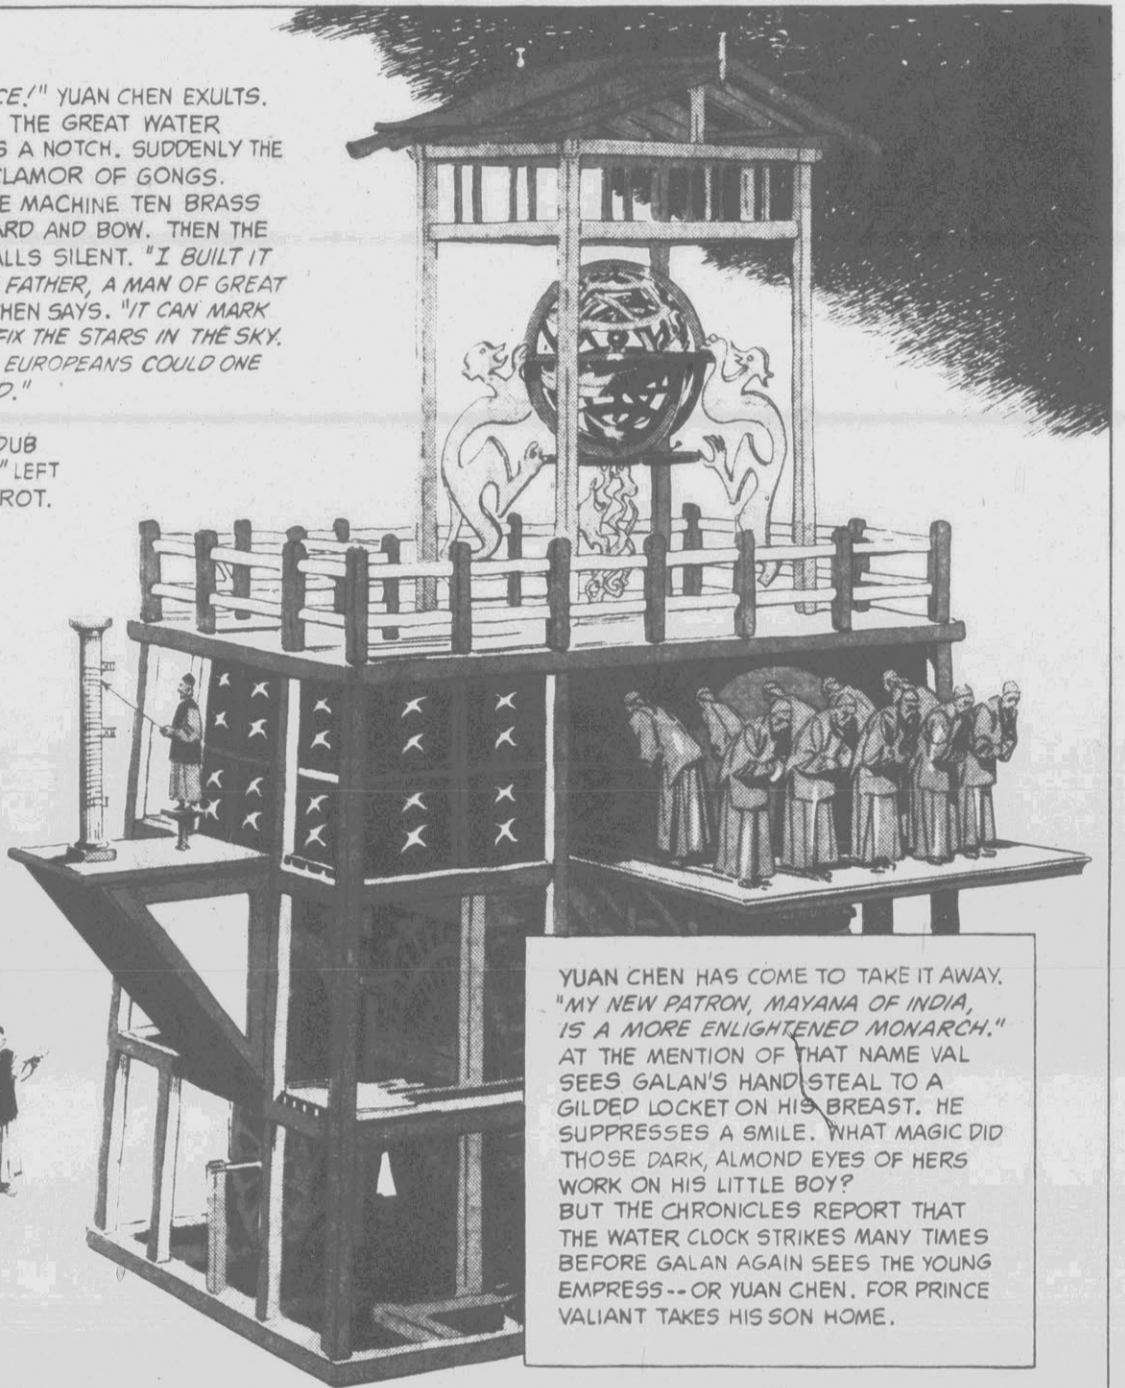 CE!" YUAN CHEN EXULTS.
THE GREAT WATER
S A NOTCH. SUDDENLY THE
CLAMOR OF GONGS.
E MACHINE TEN BRASS
ARD AND BOW. THEN THE
ALLS SILENT. "I BUILT IT
FATHER, A MAN OF GREAT
HEN SAYS. "IT CAN MARK
FIX THE STARS IN THE SKY.
EUROPEANS COULD ONE
D."
DUB
" LEFT
ROT.
YUAN CHEN HAS COME TO TAKE IT AWAY.
"MY NEW PATRON, MAYANA OF INDIA,
IS A MORE ENLIGHTENED MONARCH."
AT THE MENTION OF THAT NAME VAL
SEES GALAN'S HAND STEAL TO A
GILDED LOCKET ON HIS BREAST. HE
SUPPRESSES A SMILE. WHAT MAGIC DID
THOSE DARK, ALMOND EYES OF HERS
WORK ON HIS LITTLE BOY?
BUT THE CHRONICLES REPORT THAT
THE WATER CLOCK STRIKES MANY TIMES
BEFORE GALAN AGAIN SEES THE YOUNG
EMPRESS--OR YUAN CHEN. FOR PRINCE
VALIANT TAKES HIS SON HOME.